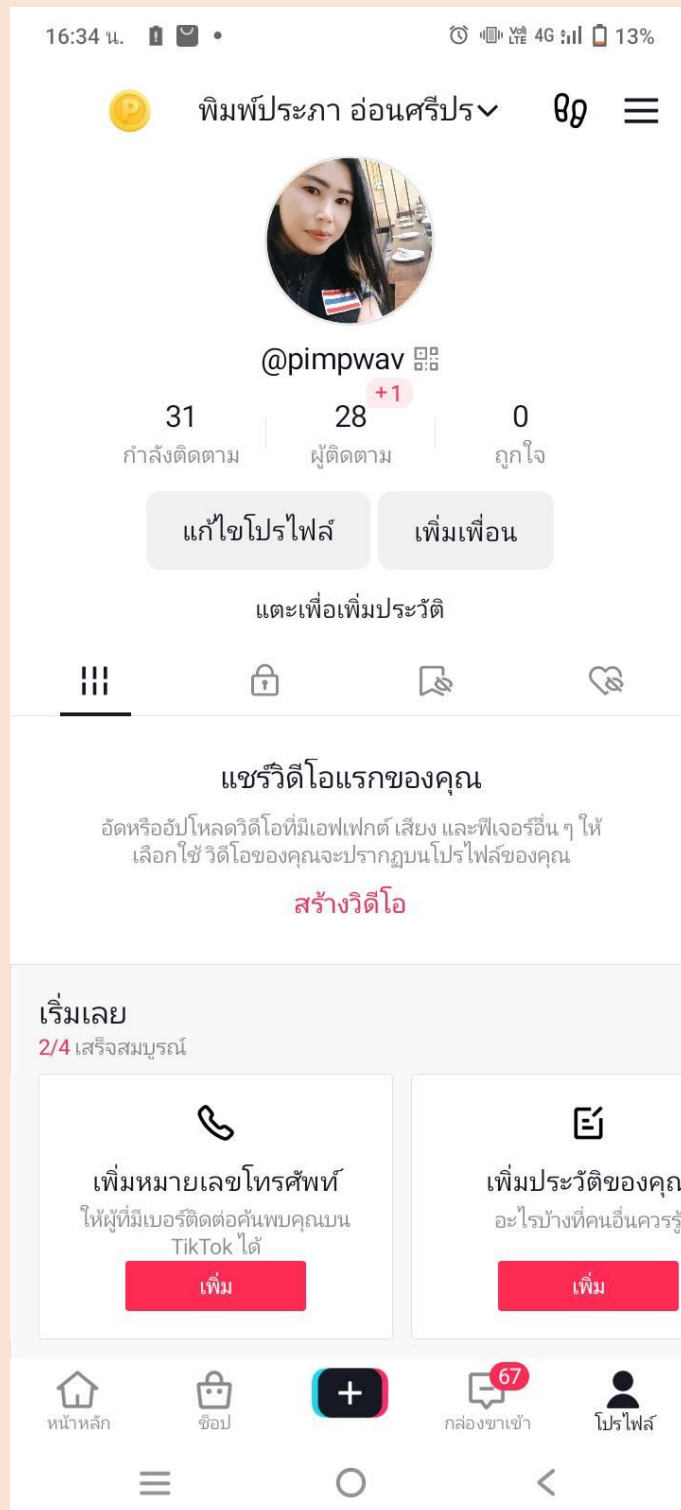 16:34 น. 4G 13%
P พิมพ์ประภา อ่อนศรีปร
@pimpwav
+1
31 28 0
กำลังติดตาม ผู้ติดตาม ถูกใจ
แก้ไขโปรไฟล์ เพิ่มเพื่อน
แตะเพื่อเพิ่มประวัติ
แชร์วิดีโอแรกของคุณ
อัดหรืออัปโหลดวิดีโอที่มีเอฟเฟกต์ เสียง และฟีเจอร์อื่น ๆ ให้
เลือกใช้ วิดีโอของคุณจะปรากฏบนโปรไฟล์ของคุณ
สร้างวิดีโอ
เริ่มเลย
2/4 เสร็จสมบูรณ์
เพิ่มหมายเลขโทรศัพท์ เพิ่มประวัติของคุณ
ให้ผู้ที่มีเบอร์ติดต่อค้นพบคุณบน อะไรบ้างที่คนอื่นควรรู้
TikTok ได้
เพิ่ม เพิ่ม
67
หน้าหลัก ช็อป กล่องขาเข้า โปรไฟล์